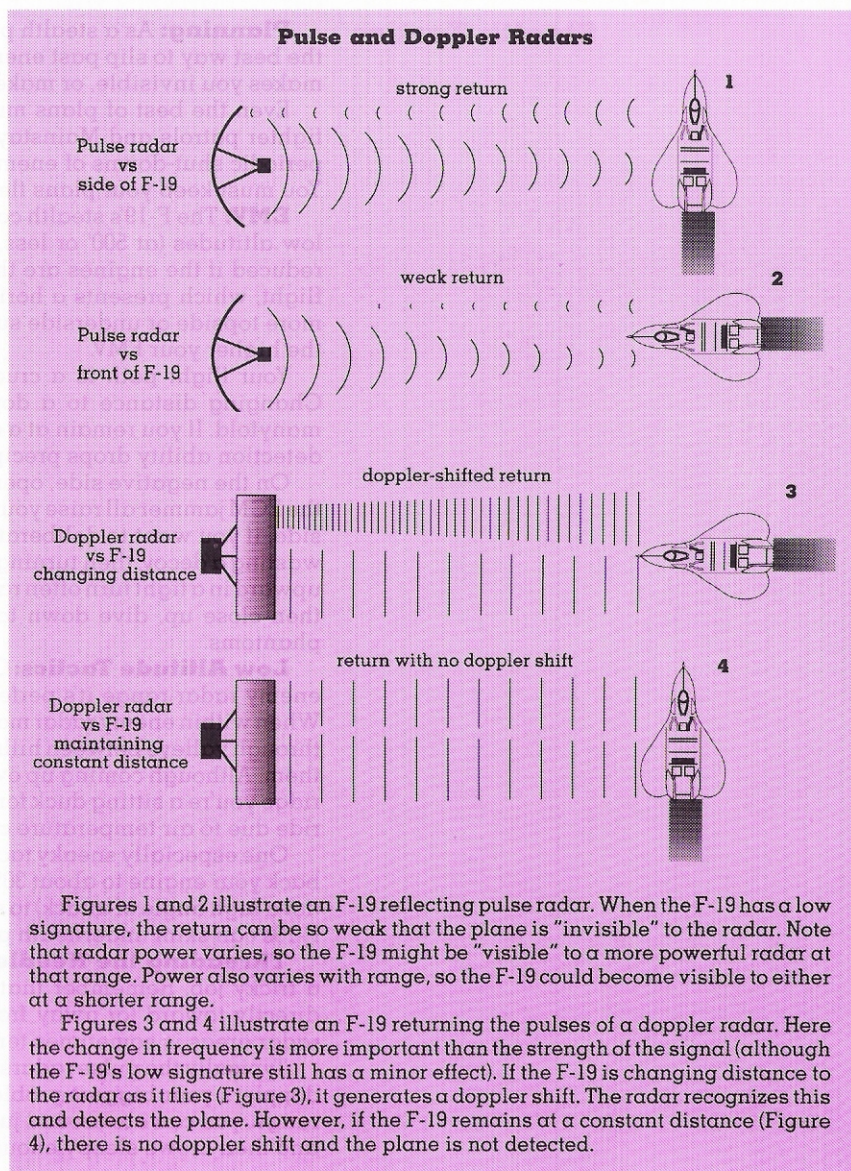 Pulse and Doppler Radars
strong return
1
Pulse radar
vs
side of F-19
weak return
2
Pulse radar
vs
front of F-19
doppler-shifted return
3
Doppler radar
vs F-19
changing distance
return with no doppler shift
4
Doppler radar
vs F-19
maintaining
constant distance
Figures 1 and 2 illustrate an F-19 reflecting pulse radar. When the F-19 has a low
signature, the return can be so weak that the plane is "invisible" to the radar. Note
that radar power varies, so the F-19 might be "visible" to a more powerful radar at
that range. Power also varies with range, so the F-19 could become visible to either
at a shorter range.
Figures 3 and 4 illustrate an F-19 returning the pulses of a doppler radar. Here
the change in frequency is more important than the strength of the signal (although
the F-19's low signature still has a minor effect). If the F-19 is changing distance to
the radar as it flies (Figure 3), it generates a doppler shift. The radar recognizes this
and detects the plane. However, if the F-19 remains at a constant distance (Figure
4), there is no doppler shift and the plane is not detected.